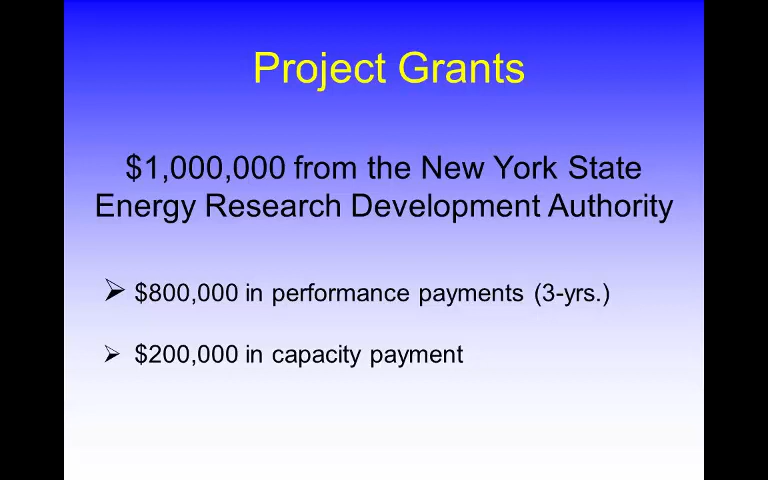 Project Grants
$1,000,000 from the New York State
Energy Research Development Authority
➢ $800,000 in performance payments (3-yrs.)
➢ $200,000 in capacity payment